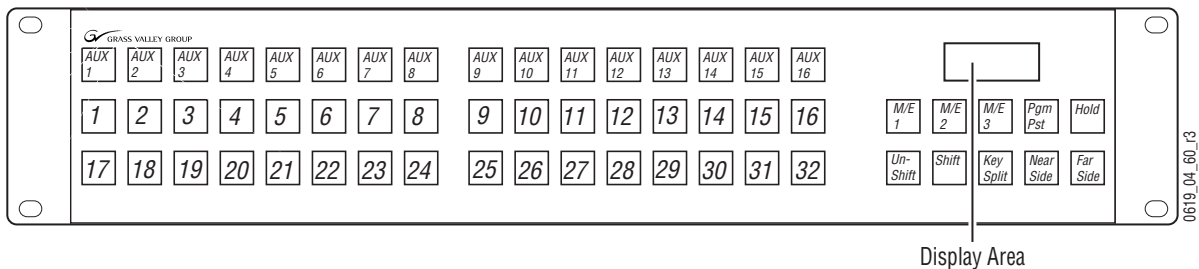 GV GRASS VALLEY GROUP
AUX 1 AUX 2 AUX 3 AUX 4 AUX 5 AUX 6 AUX 7 AUX 8 AUX 9 AUX 10 AUX 11 AUX 12 AUX 13 AUX 14 AUX 15 AUX 16
1 2 3 4 5 6 7 8 9 10 11 12 13 14 15 16 M/E 1 M/E 2 M/E 3 Pgm Pst Hold
17 18 19 20 21 22 23 24 25 26 27 28 29 30 31 32 Un-Shift Shift Key Split Near Side Far Side
0619_04_60_r3
Display Area